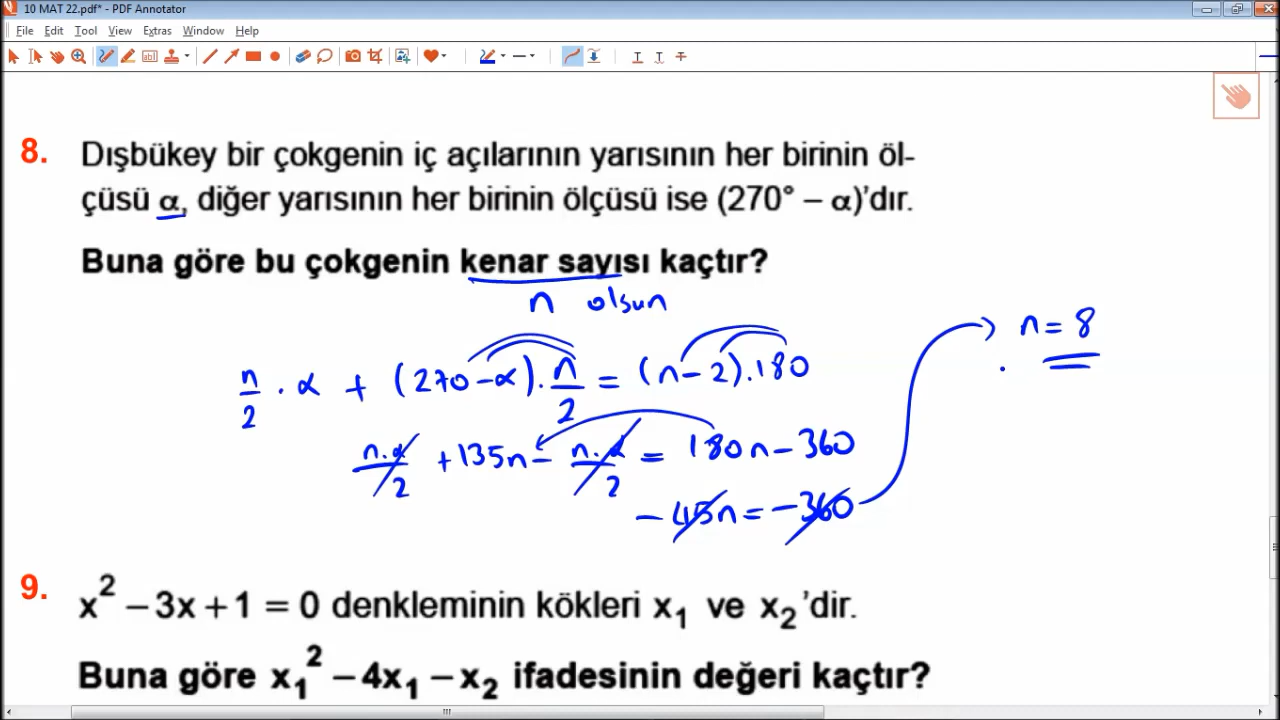 10 MAT 22.pdf* - PDF Annotator
File Edit Tool View Extras Window Help
8. Dışbükey bir çokgenin iç açılarının yarısının her birinin öl-
çüsü α, diğer yarısının her birinin ölçüsü ise (270° – α)'dır.
Buna göre bu çokgenin kenar sayısı kaçtır?
n olsun
n = 8
n/2 . α + (270 - α) . n/2 = (n - 2) . 180
n.α/2 + 135n - n.α/2 = 180n - 360
- 45n = - 360
9. x² – 3x + 1 = 0 denkleminin kökleri x₁ ve x₂'dir.
Buna göre x₁² – 4x₁ – x₂ ifadesinin değeri kaçtır?